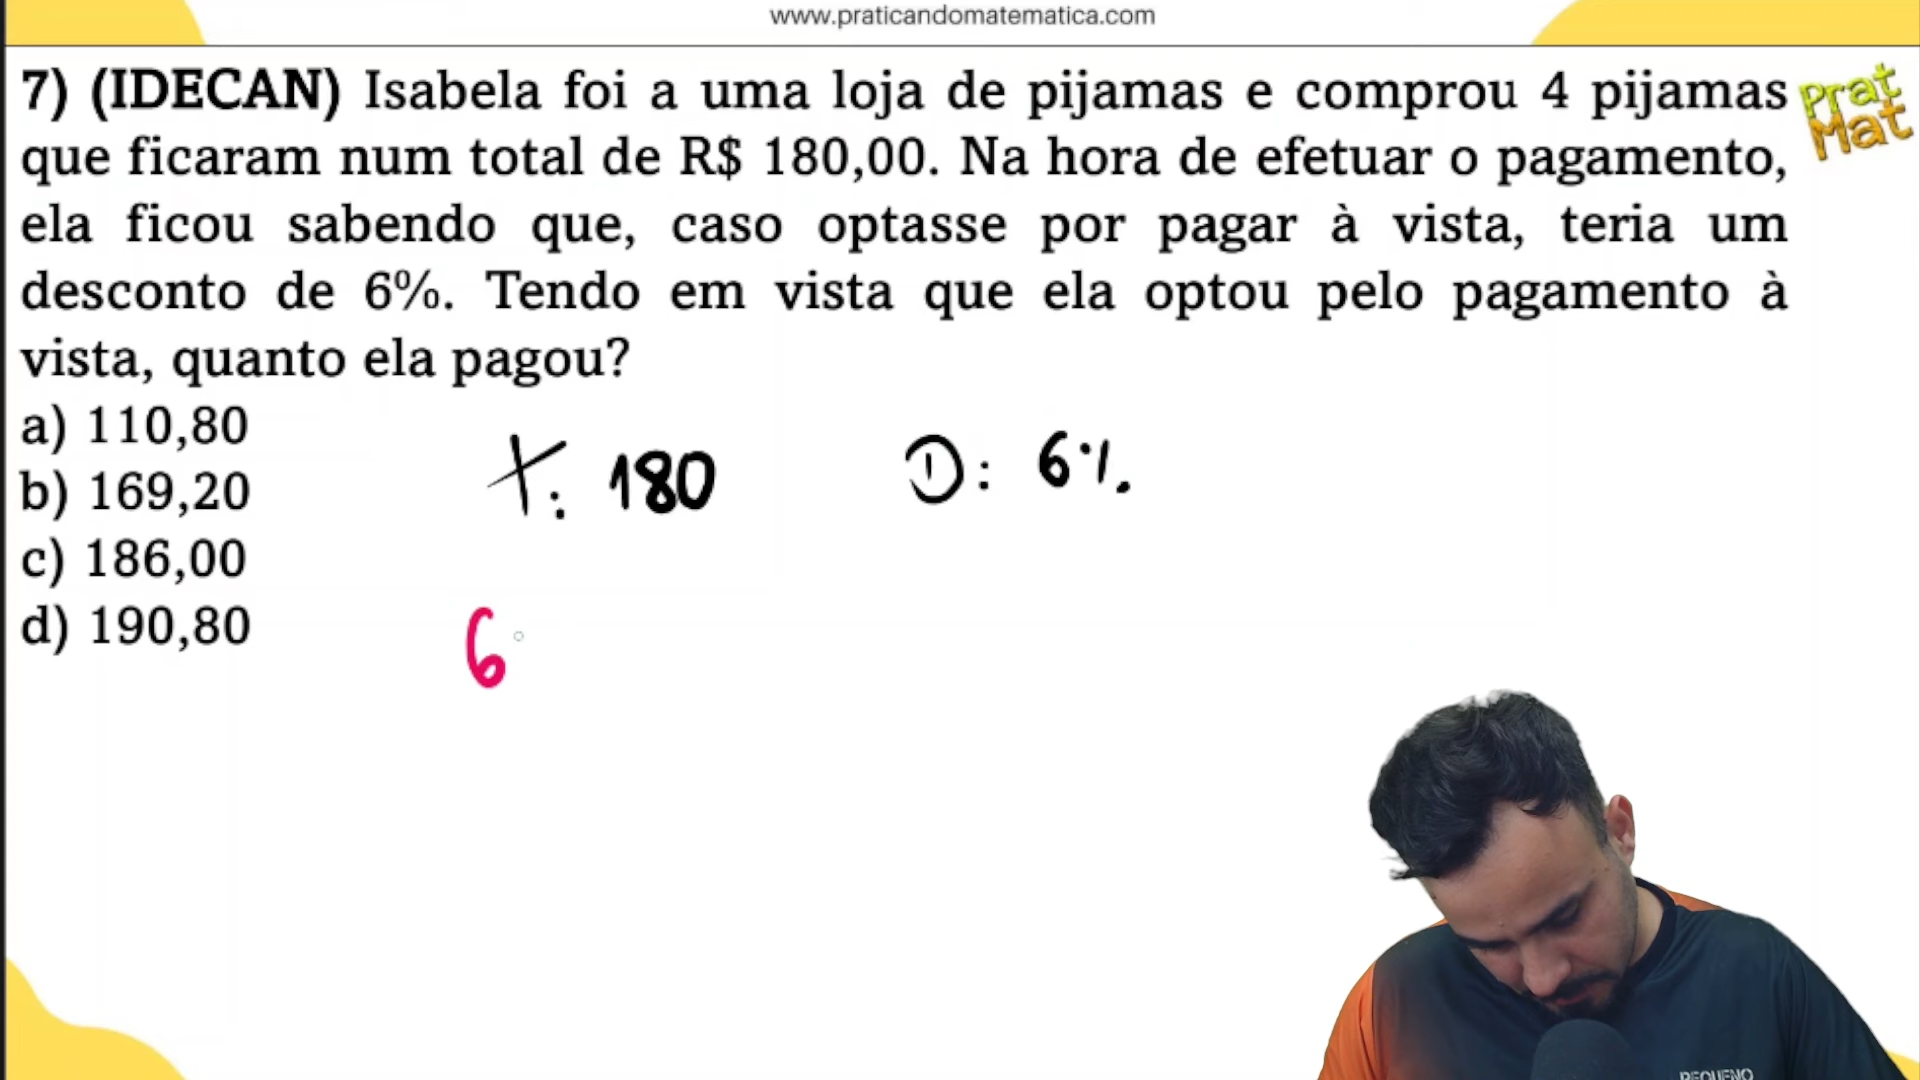 www.praticandomatematica.com
7) (IDECAN) Isabela foi a uma loja de pijamas e comprou 4 pijamas
que ficaram num total de R$ 180,00. Na hora de efetuar o pagamento,
ela ficou sabendo que, caso optasse por pagar à vista, teria um
desconto de 6%. Tendo em vista que ela optou pelo pagamento à
vista, quanto ela pagou?
Prat
Mat
a) 110,80
b) 169,20
c) 186,00
d) 190,80
T: 180
D: 6%.
6
PEQUENO